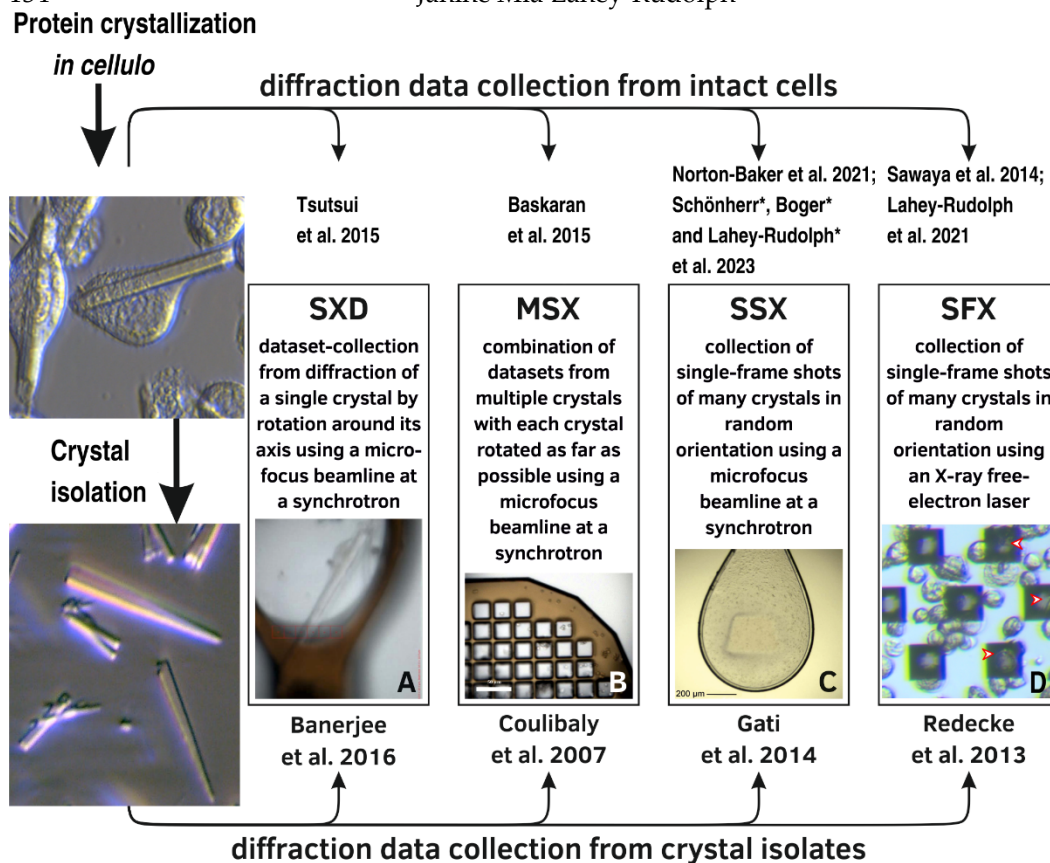 Protein crystallization
in cellulo
diffraction data collection from intact cells
Tsutsui
et al. 2015
Baskaran
et al. 2015
Norton-Baker et al. 2021;
Schönherr*, Boger*
and Lahey-Rudolph*
et al. 2023
Sawaya et al. 2014;
Lahey-Rudolph
et al. 2021
Crystal
isolation
SXD
dataset-collection
from diffraction of
a single crystal by
rotation around its
axis using a micro-
focus beamline at
a synchrotron
A
MSX
combination of
datasets from
multiple crystals
with each crystal
rotated as far as
possible using a
microfocus
beamline at a
synchrotron
B
SSX
collection of
single-frame shots
of many crystals in
random
orientation using a
microfocus
beamline at a
synchrotron
200 µm
C
SFX
collection of
single-frame shots
of many crystals in
random
orientation using
an X-ray free-
electron laser
D
Banerjee
et al. 2016
Coulibaly
et al. 2007
Gati
et al. 2014
Redecke
et al. 2013
diffraction data collection from crystal isolates